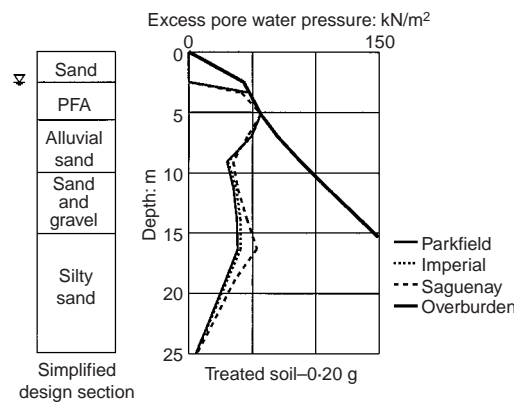 Excess pore water pressure: kN/m²
0
150
0
5
10
15
20
25
Depth: m
Sand
PFA
Alluvial
sand
Sand
and
gravel
Silty
sand
Simplified
design section
Parkfield
Imperial
Saguenay
Overburden
Treated soil–0·20 g